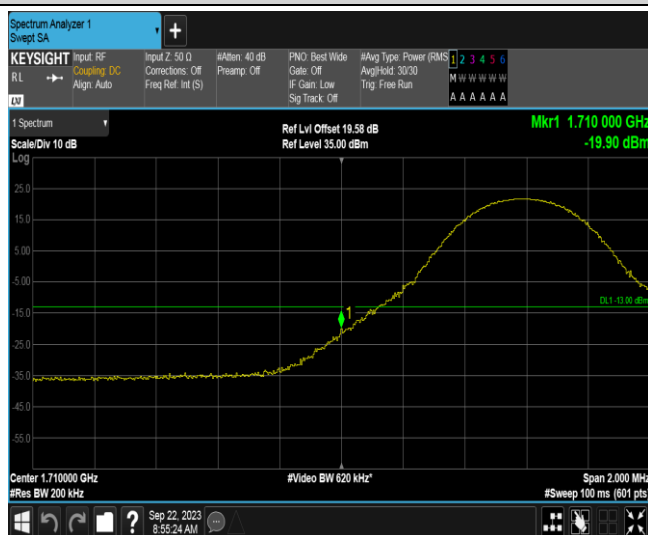 Spectrum Analyzer 1
Swept SA
+
KEYSIGHT
RL
LXI
Input: RF
Coupling: DC
Align: Auto
Input Z: 50 Ω
Corrections: Off
Freq Ref: Int (S)
#Atten: 40 dB
Preamp: Off
PNO: Best Wide
Gate: Off
IF Gain: Low
Sig Track: Off
#Avg Type: Power (RMS
Avg|Hold: 30/30
Trig: Free Run
1 2 3 4 5 6
M W W W W W
A A A A A A
1 Spectrum
Scale/Div 10 dB
Ref Lvl Offset 19.58 dB
Ref Level 35.00 dBm
Mkr1 1.710 000 GHz
-19.90 dBm
Log
25.0
15.0
5.00
-5.00
-15.0
-25.0
-35.0
-45.0
-55.0
1
DL1 -13.00 dBm
Center 1.710000 GHz
#Res BW 200 kHz
#Video BW 620 kHz*
Span 2.000 MHz
#Sweep 100 ms (601 pts)
?
Sep 22, 2023
8:55:24 AM